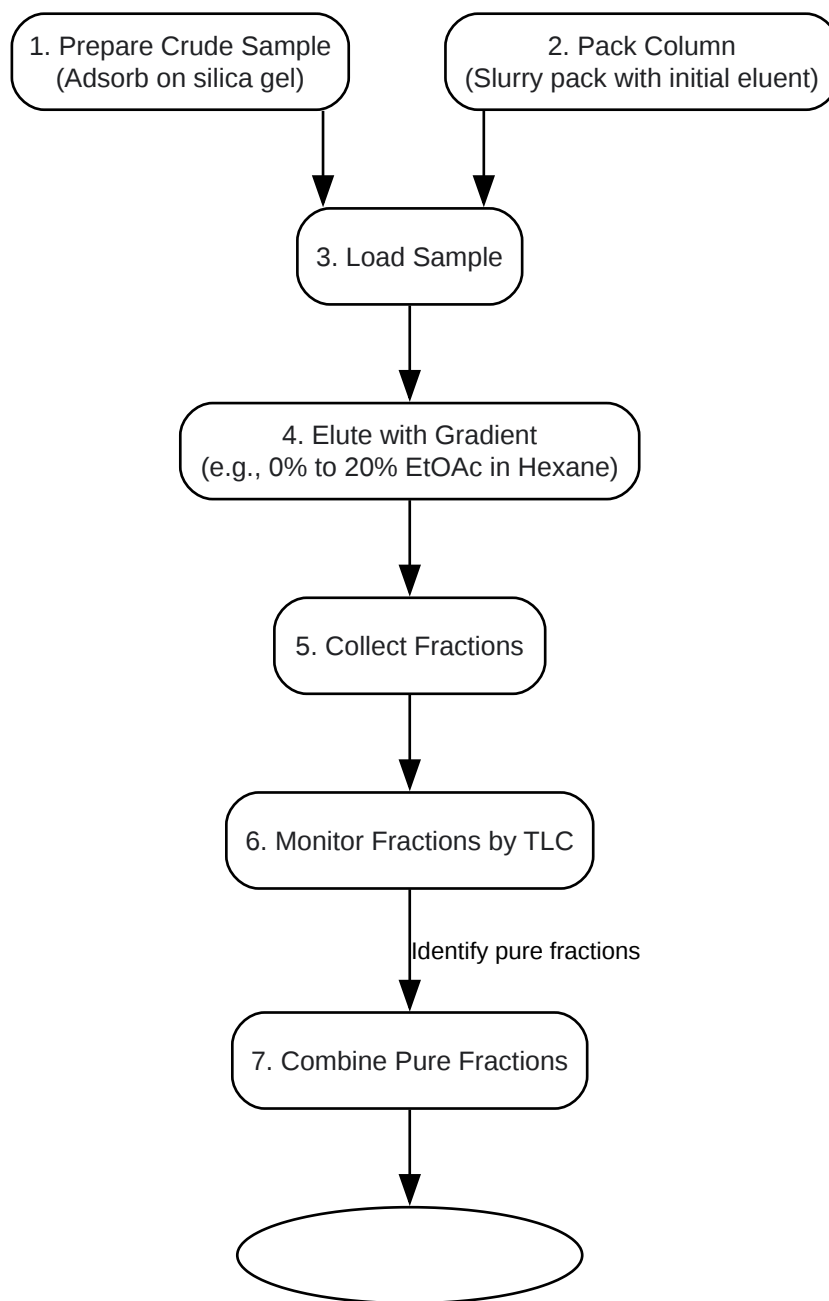 1. Prepare Crude Sample
(Adsorb on silica gel)
2. Pack Column
(Slurry pack with initial eluent)
3. Load Sample
4. Elute with Gradient
(e.g., 0% to 20% EtOAc in Hexane)
5. Collect Fractions
6. Monitor Fractions by TLC
Identify pure fractions
7. Combine Pure Fractions